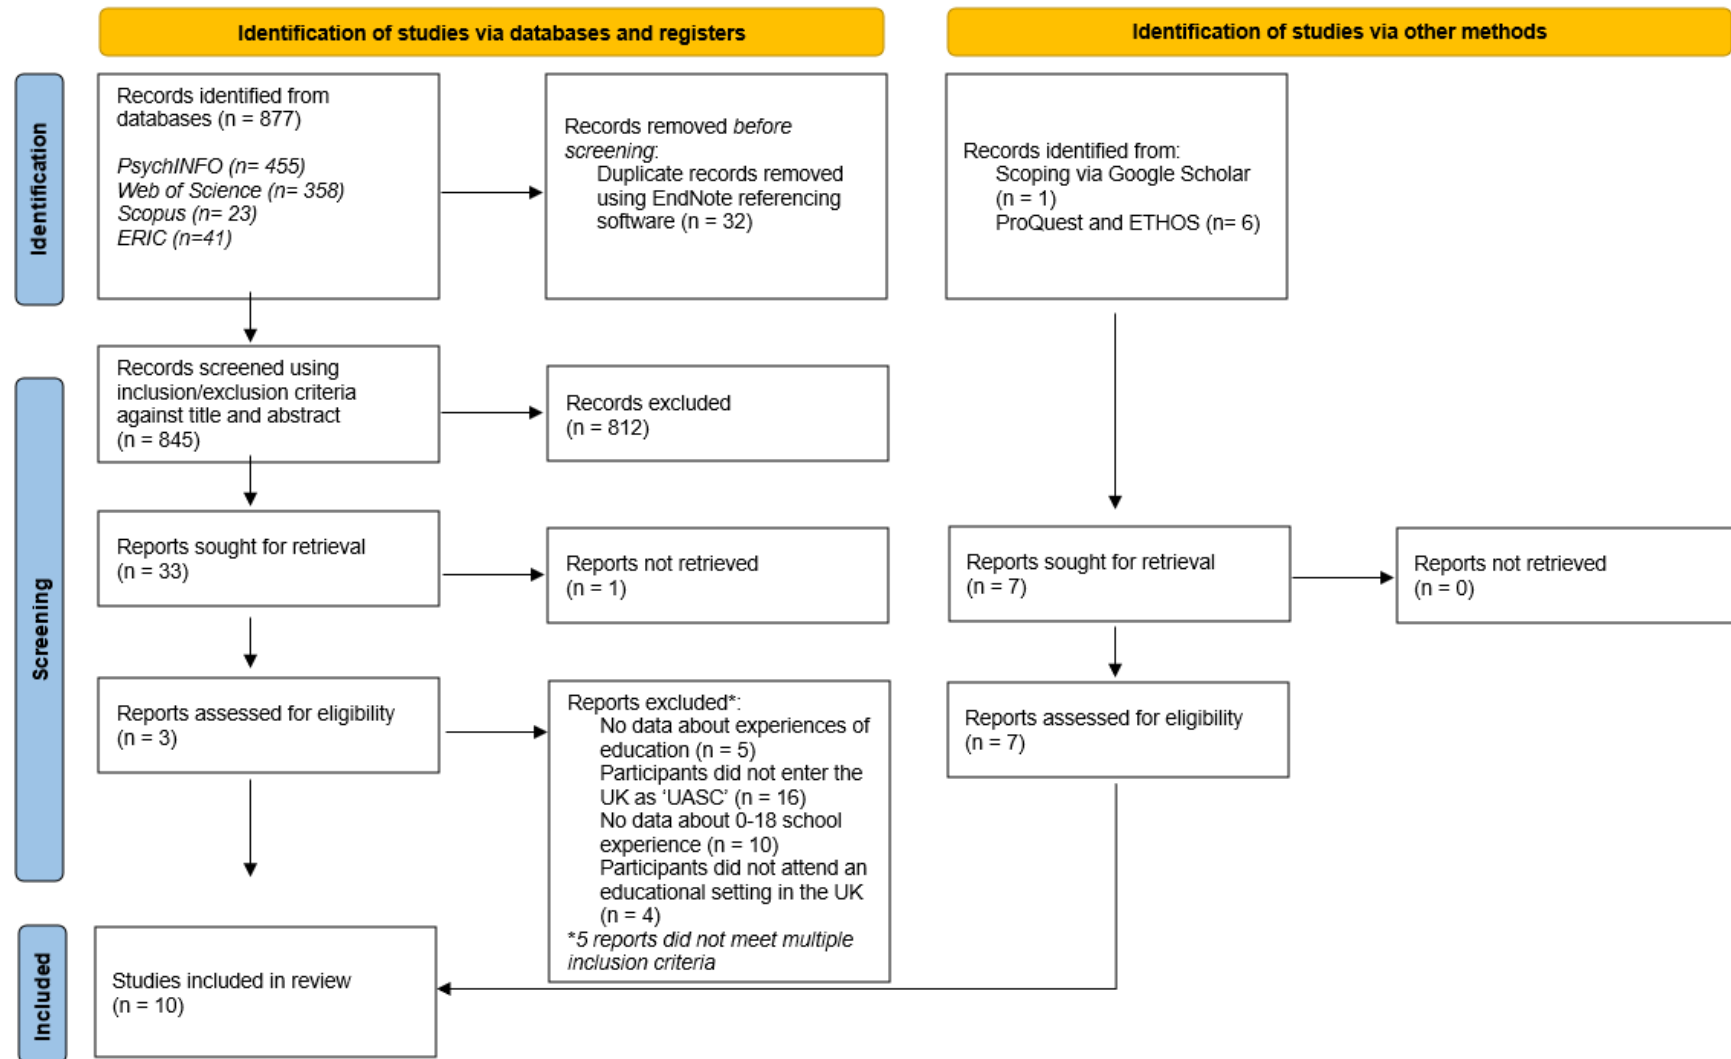 Identification of studies via databases and registers
Identification of studies via other methods
Identification
Records identified from
databases (n = 877)
PsychINFO (n= 455)
Web of Science (n= 358)
Scopus (n= 23)
ERIC (n=41)
Records removed before
screening:
Duplicate records removed
using EndNote referencing
software (n = 32)
Records identified from:
Scoping via Google Scholar
(n = 1)
ProQuest and ETHOS (n= 6)
Screening
Records screened using
inclusion/exclusion criteria
against title and abstract
(n = 845)
Records excluded
(n = 812)
Reports sought for retrieval
(n = 33)
Reports not retrieved
(n = 1)
Reports sought for retrieval
(n = 7)
Reports not retrieved
(n = 0)
Reports assessed for eligibility
(n = 3)
Reports excluded*:
No data about experiences of
education (n = 5)
Participants did not enter the
UK as ‘UASC’ (n = 16)
No data about 0-18 school
experience (n = 10)
Participants did not attend an
educational setting in the UK
(n = 4)
*5 reports did not meet multiple
inclusion criteria
Reports assessed for eligibility
(n = 7)
Included
Studies included in review
(n = 10)